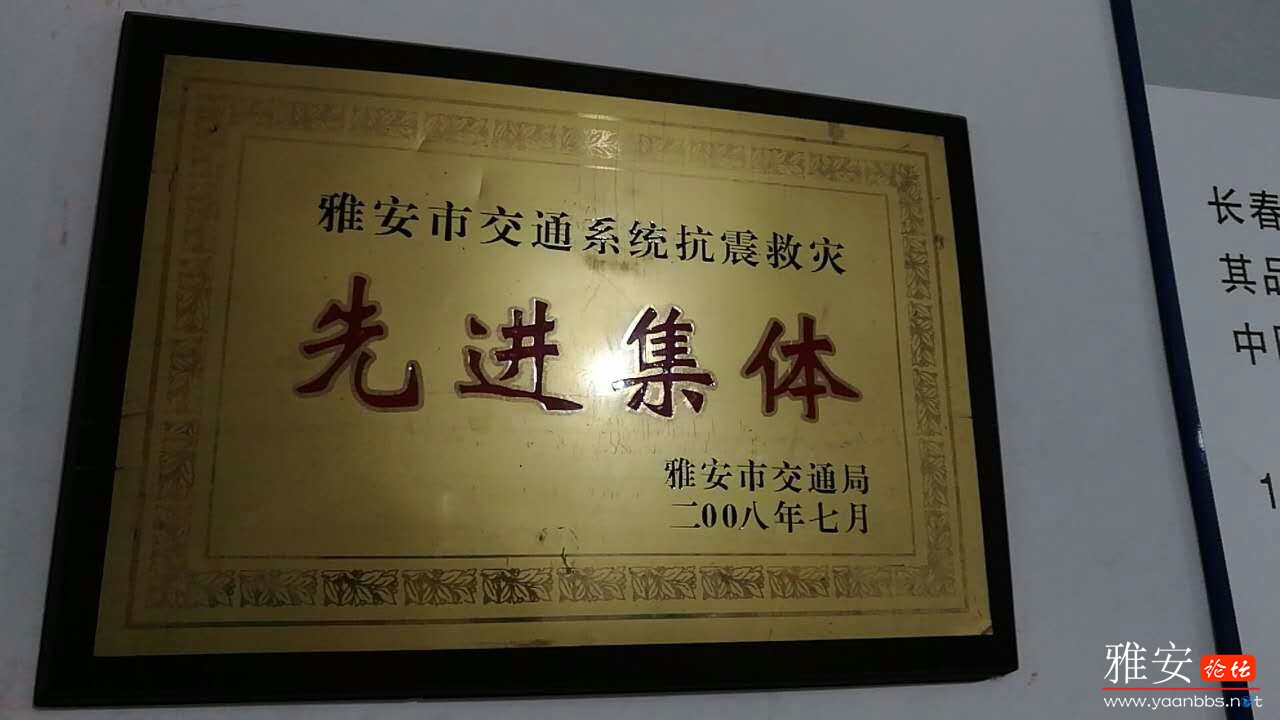 雅安市交通系统抗震救灾
先进集体
雅安市交通局
二00八年七月
长春
其品
雅安论坛
www.yaanbbs.net